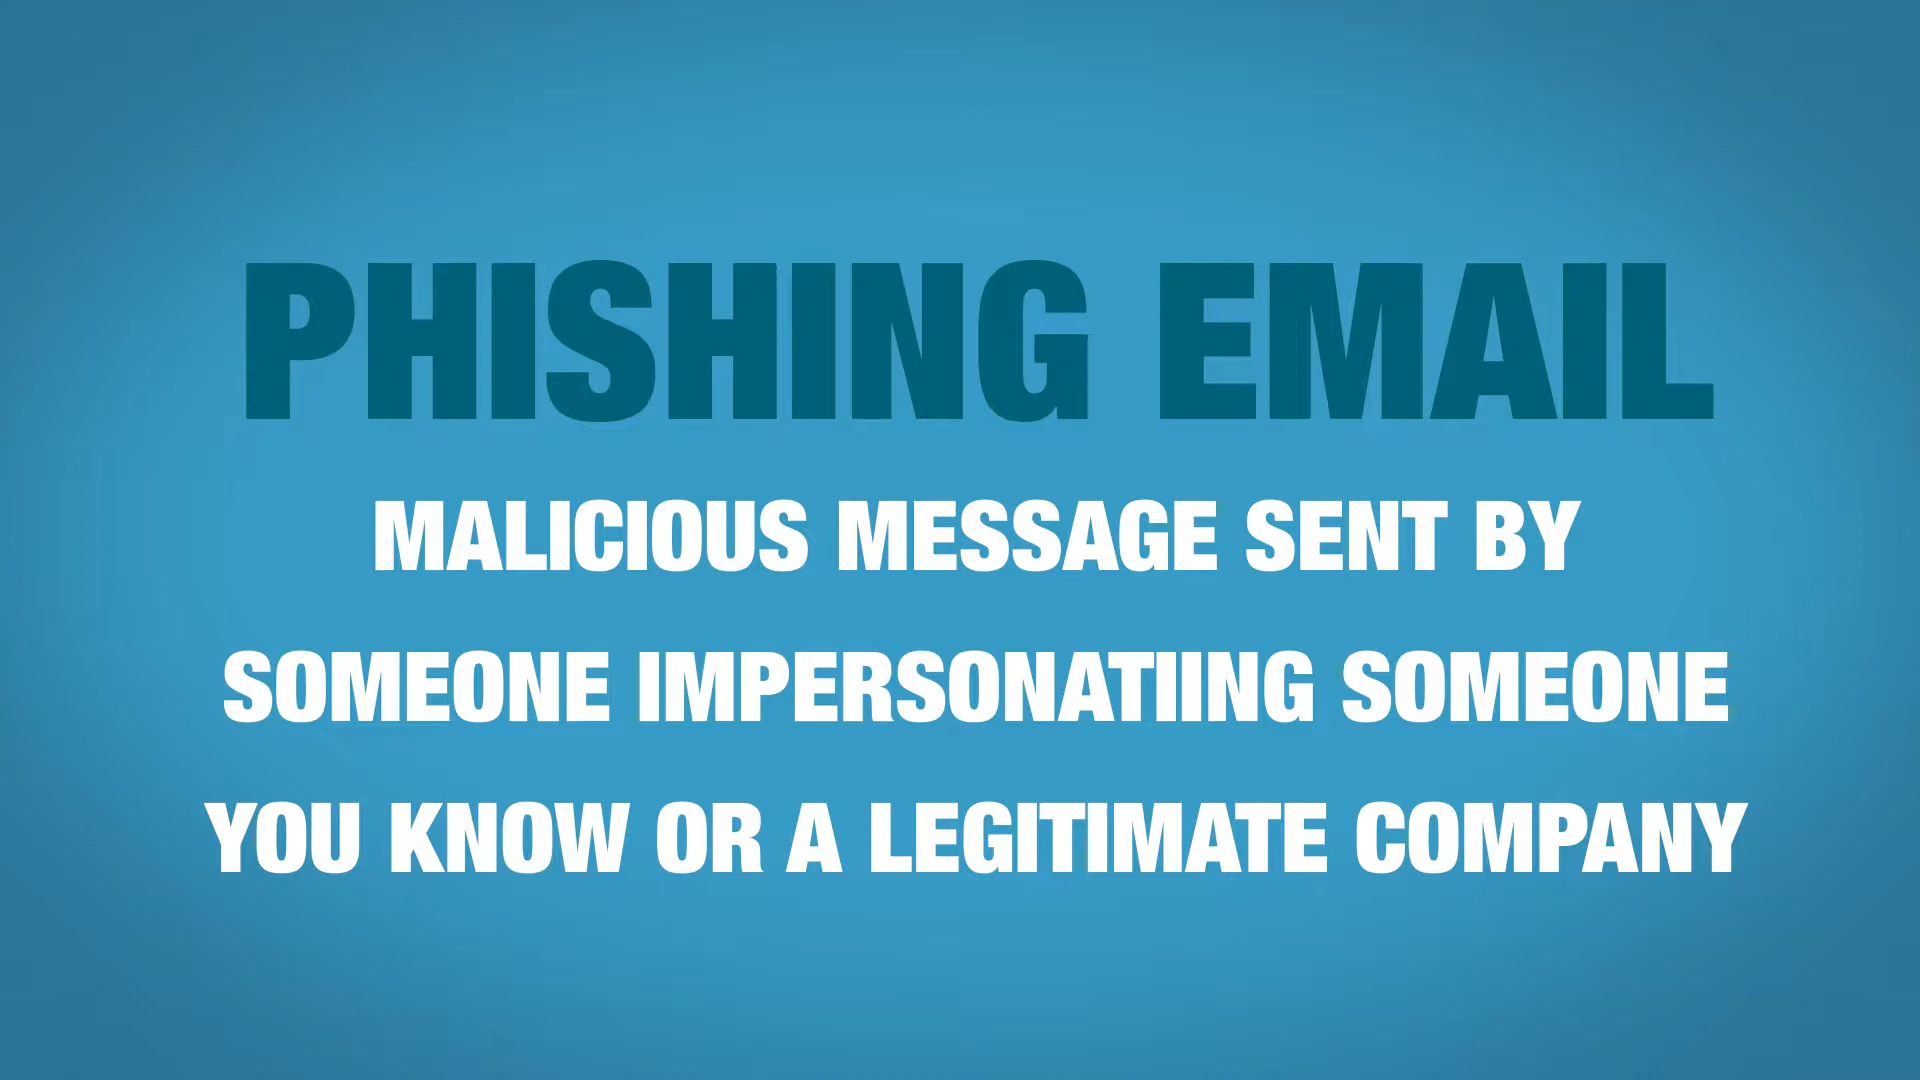 PHISHING EMAIL
MALICIOUS MESSAGE SENT BY
SOMEONE IMPERSONATIING SOMEONE
YOU KNOW OR A LEGITIMATE COMPANY